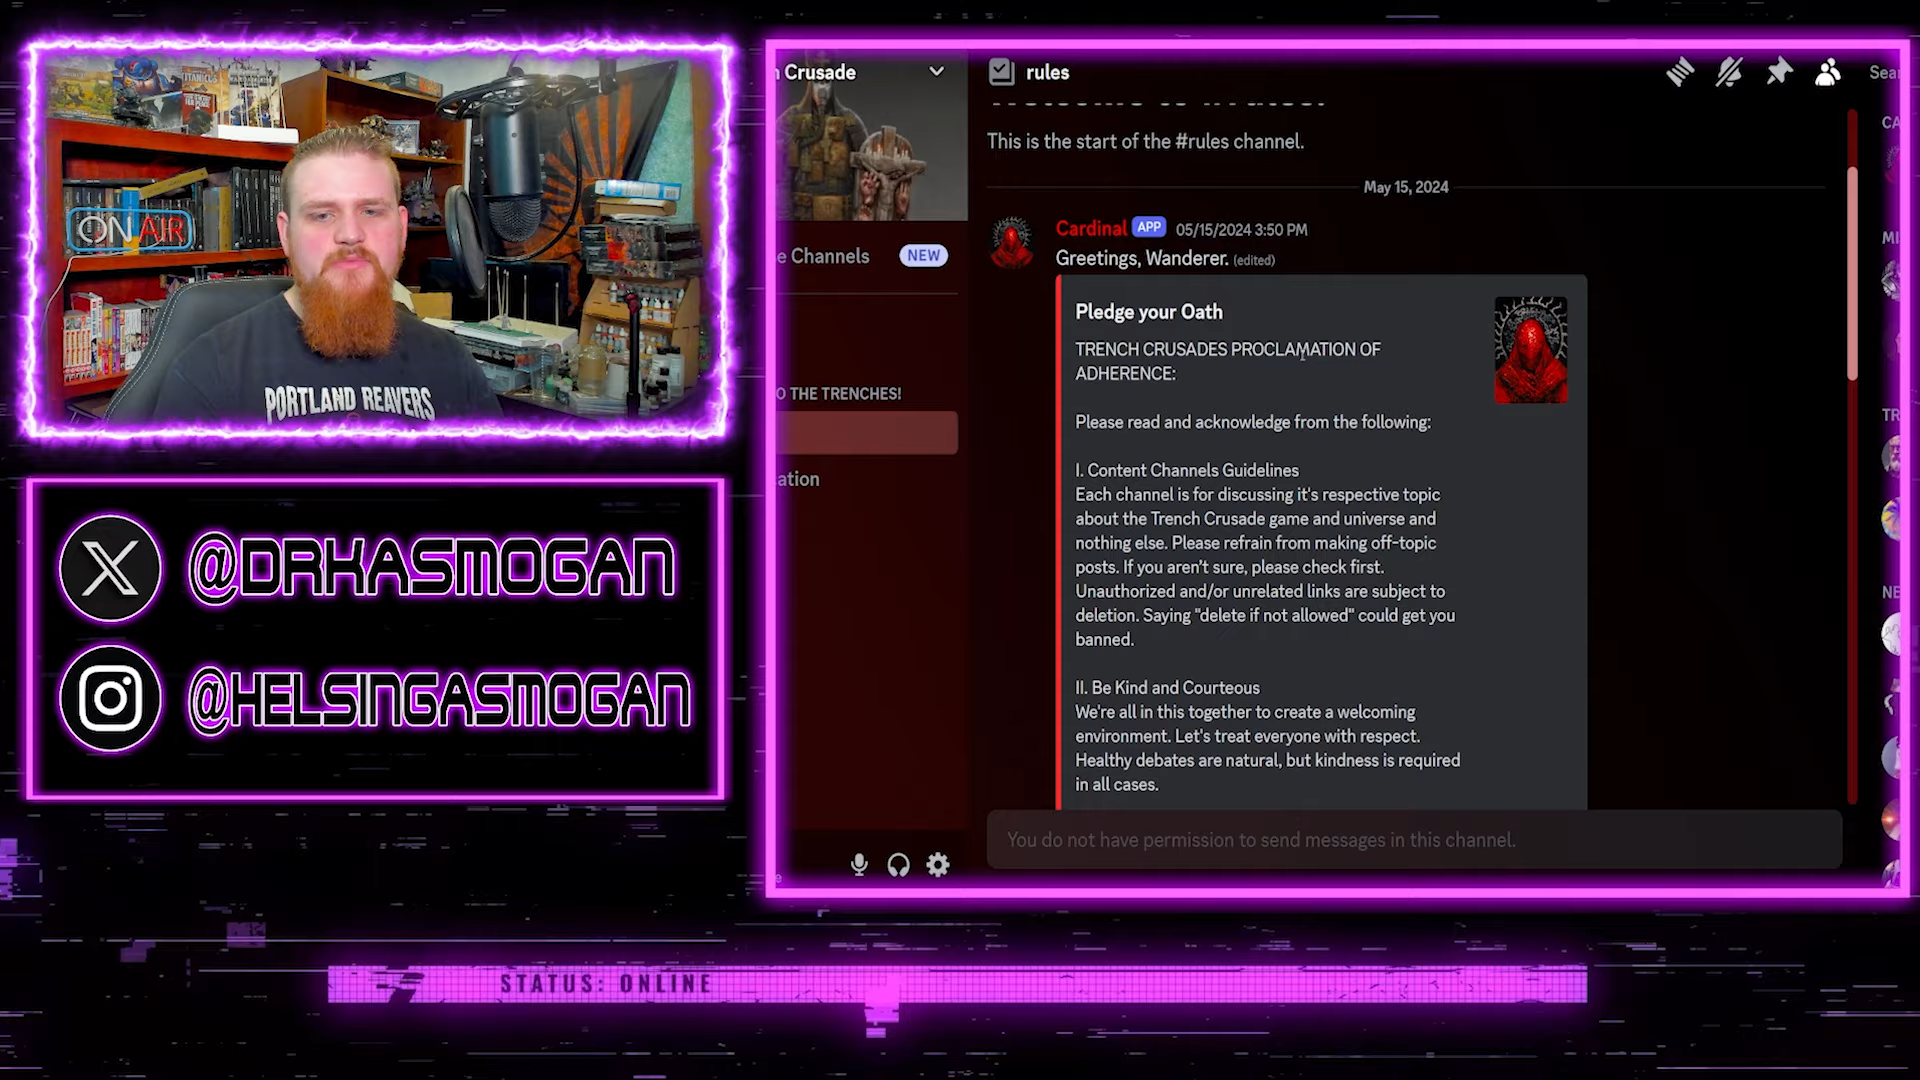 TITANICUS
ON AIR
PORTLAND REAVERS
@DRKASMOGAN
@HELSINGASMOGAN
STATUS: ONLINE
Crusade
Channels
NEW
THE TRENCHES!
rules
This is the start of the #rules channel.
May 15, 2024
Cardinal APP 05/15/2024 3:50 PM
Greetings, Wanderer. (edited)
Pledge your Oath
TRENCH CRUSADES PROCLAMATION OF
ADHERENCE:
Please read and acknowledge from the following:
I. Content Channels Guidelines
Each channel is for discussing it's respective topic
about the Trench Crusade game and universe and
nothing else. Please refrain from making off-topic
posts. If you aren't sure, please check first.
Unauthorized and/or unrelated links are subject to
deletion. Saying "delete if not allowed" could get you
banned.
II. Be Kind and Courteous
We're all in this together to create a welcoming
environment. Let's treat everyone with respect.
Healthy debates are natural, but kindness is required
in all cases.
You do not have permission to send messages in this channel.